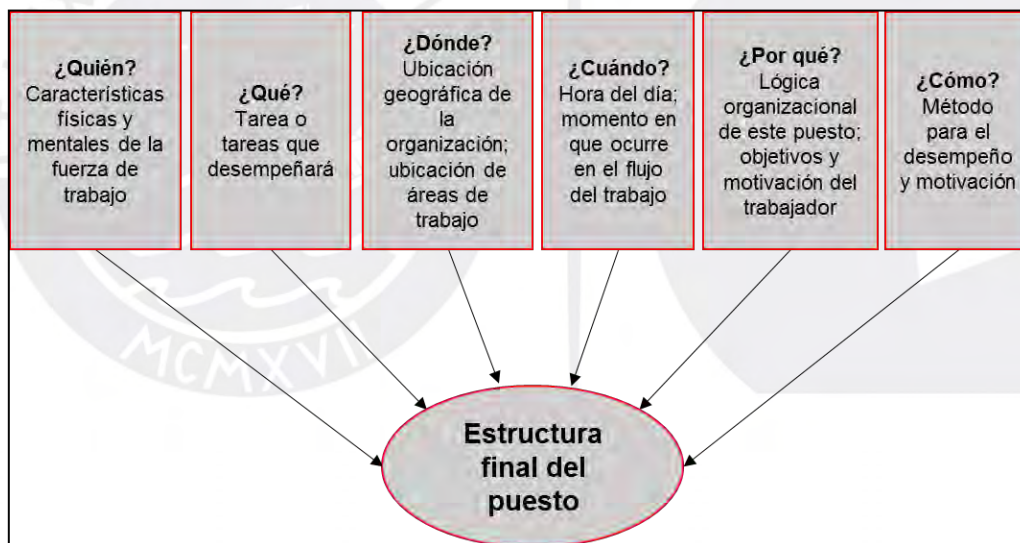 ¿Quién?
Características
físicas y
mentales de la
fuerza de
trabajo
¿Qué?
Tarea o
tareas que
desempeñará
¿Dónde?
Ubicación
geográfica de
la
organización;
ubicación de
áreas de
trabajo
¿Cuándo?
Hora del día;
momento en
que ocurre
en el flujo
del trabajo
¿Por qué?
Lógica
organizacional
de este puesto;
objetivos y
motivación del
trabajador
¿Cómo?
Método
para el
desempeño
y motivación
MCMXVII
Estructura
final del
puesto